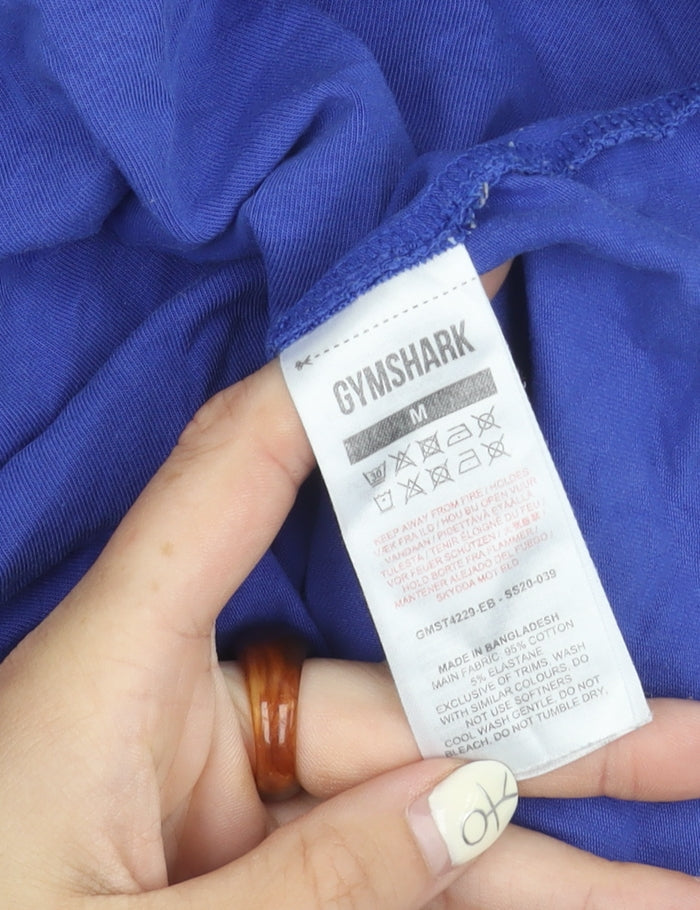 GYMSHARK
M
30
KEEP AWAY FROM FIRE / HOLDES
VÆK FRA ILD / HOU BIJ OPEN VUUR
VANDAAN / PIDETTÄVÄ ETÄÄLLÄ
TULESTA / TENIR ÉLOIGNÉ DU FEU /
VOR FEUER SCHÜTZEN /
HOLD BORTE / FRA FLAMMER /
MANTENER ALEJADO DEL FUEGO /
SKYDDA MOT ELD
GMST4229-EB - SS20-039
MADE IN BANGLADESH
MAIN FABRIC 95% COTTON
5% ELASTANE
EXCLUSIVE OF TRIMS. WASH
WITH SIMILAR COLOURS. DO
NOT USE SOFTNERS
COOL WASH GENTLE. DO NOT
BLEACH. DO NOT TUMBLE DRY.